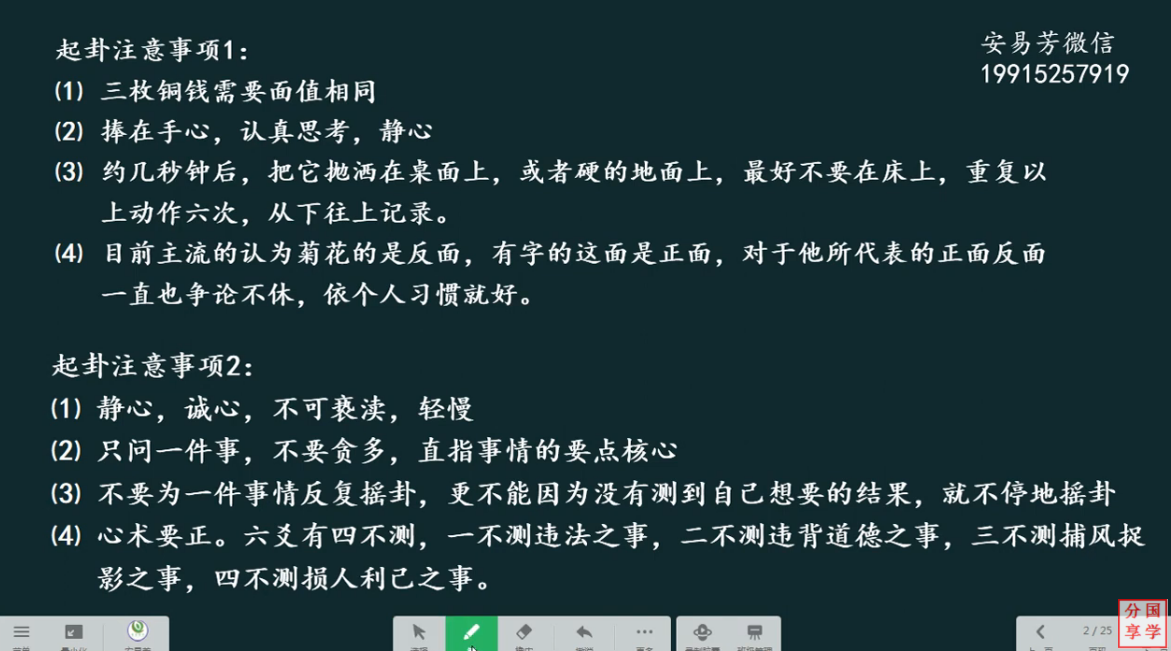 起卦注意事项1：
安易芳微信
19915257919
(1) 三枚铜钱需要面值相同
(2) 捧在手心，认真思考，静心
(3) 约几秒钟后，把它抛洒在桌面上，或者硬的地面上，最好不要在床上，重复以
上动作六次，从下往上记录。
(4) 目前主流的认为菊花的是反面，有字的这面是正面，对于他所代表的正面反面
一直也争论不休，依个人习惯就好。
起卦注意事项2：
(1) 静心，诚心，不可亵渎，轻慢
(2) 只问一件事，不要贪多，直指事情的要点核心
(3) 不要为一件事情反复摇卦，更不能因为没有测到自己想要的结果，就不停地摇卦
(4) 心术要正。六爻有四不测，一不测违法之事，二不测违背道德之事，三不测捕风捉
影之事，四不测损人利己之事。
2 / 25
分国
享学